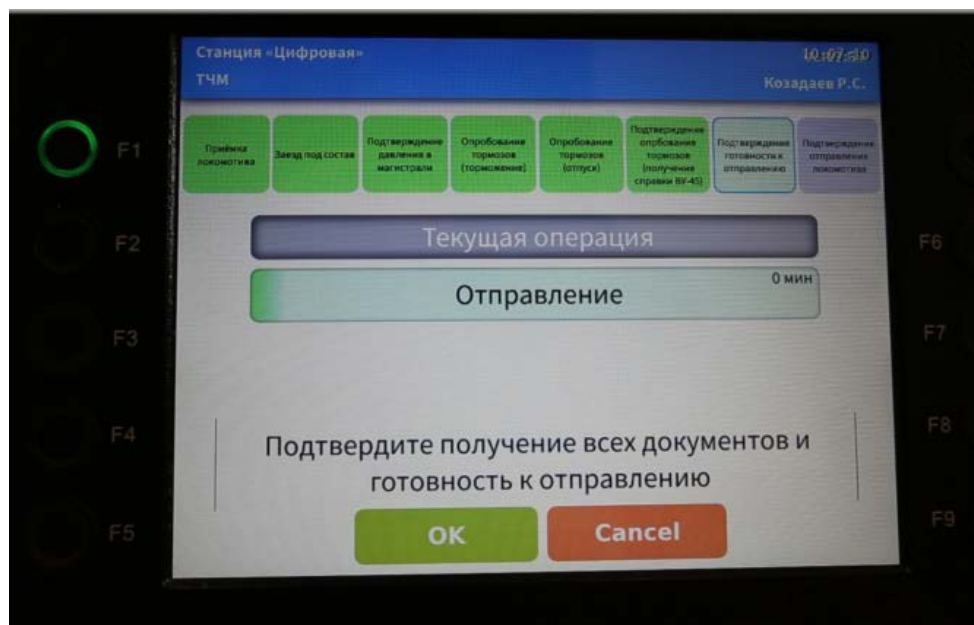 Станция «Цифровая»
ТЧМ
Козадаев Р.С.
F1
Приёмка
локомотива
Заезд под состав
Подтверждение
давления в
магистрали
Опробование
тормозов
(торможение)
Опробование
тормозов
(отпуск)
Подтверждение
опробования
тормозов
(получение
справки ВУ-45)
Подтверждение
готовности к
отправлению
Подтверждение
отправления
локомотива
F2
Текущая операция
F6
Отправление
0 мин
F3
F7
F4
Подтвердите получение всех документов и
готовность к отправлению
F8
F5
OK
Cancel
F9